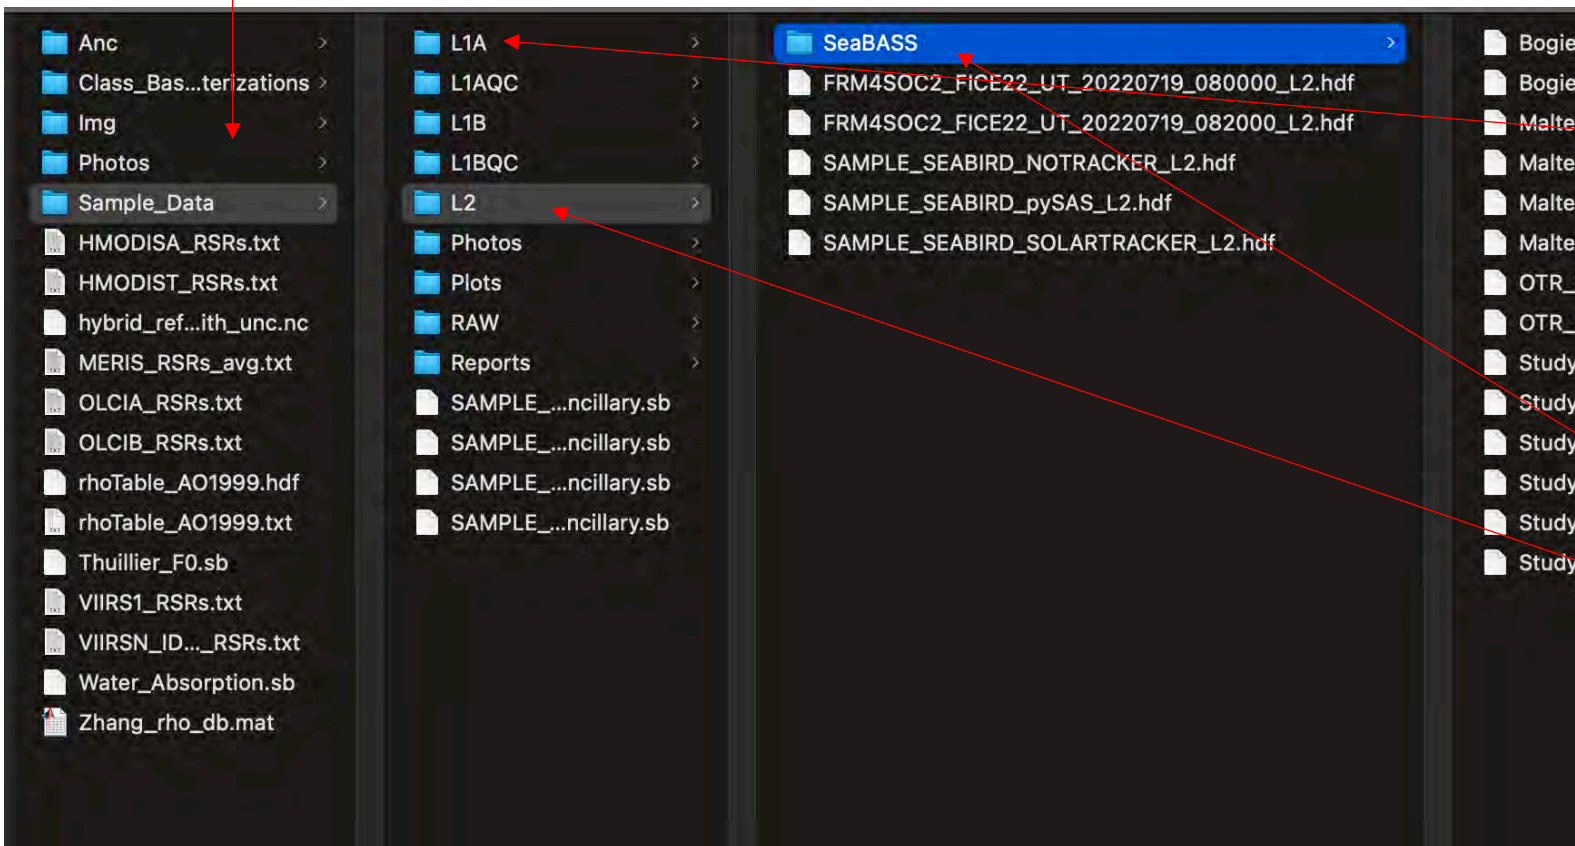 Anc
Class_Bas...terizations
Img
Photos
Sample_Data
HMODISA_RSRs.txt
HMODIST_RSRs.txt
hybrid_ref...ith_unc.nc
MERIS_RSRs_avg.txt
OLCIA_RSRs.txt
OLCIB_RSRs.txt
rhoTable_AO1999.hdf
rhoTable_AO1999.txt
Thuillier_F0.sb
VIIRS1_RSRs.txt
VIIRSN_ID..._RSRs.txt
Water_Absorption.sb
Zhang_rho_db.mat
L1A
L1AQC
L1B
L1BQC
L2
Photos
Plots
RAW
Reports
SAMPLE_...ncillary.sb
SAMPLE_...ncillary.sb
SAMPLE_...ncillary.sb
SAMPLE_...ncillary.sb
SeaBASS
FRM4SOC2_FICE22_UT_20220719_080000_L2.hdf
FRM4SOC2_FICE22_UT_20220719_082000_L2.hdf
SAMPLE_SEABIRD_NOTRACKER_L2.hdf
SAMPLE_SEABIRD_pySAS_L2.hdf
SAMPLE_SEABIRD_SOLARTRACKER_L2.hdf
Bogie
Bogie
Malte
Malte
Malte
Malte
OTR_
OTR_
Study
Study
Study
Study
Study
Study